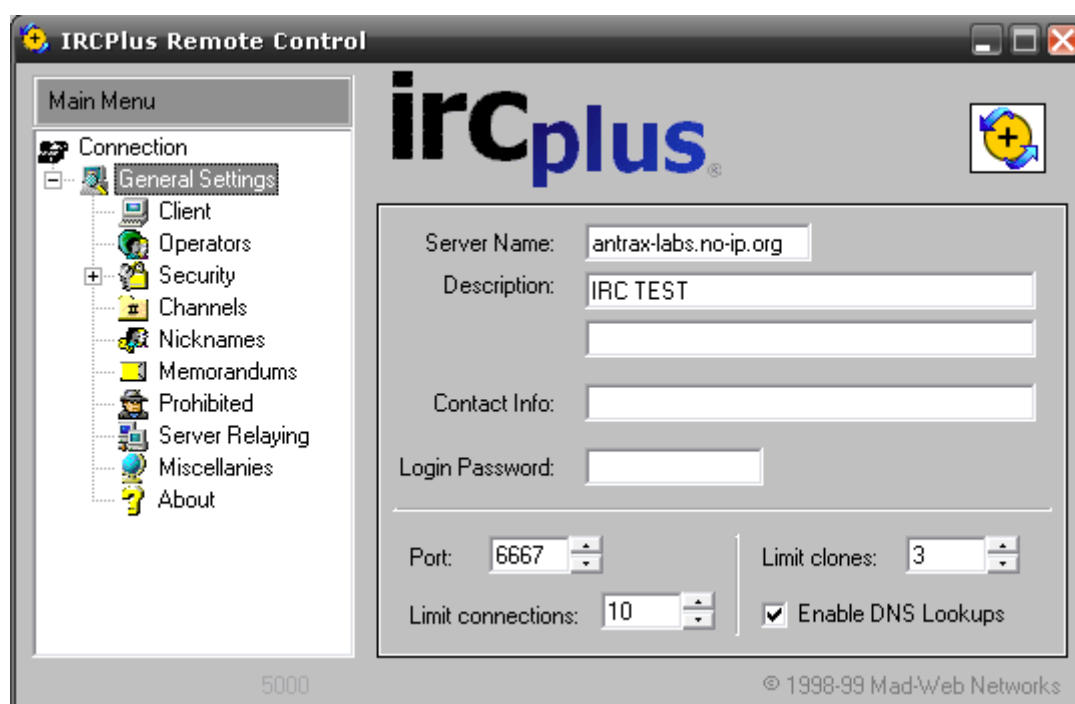 IRCPlus Remote Control
Main Menu
Connection
General Settings
Client
Operators
Security
Channels
Nicknames
Memorandums
Prohibited
Server Relaying
Miscellanies
About
ircplus®
Server Name: antrax-labs.no-ip.org
Description: IRC TEST
Contact Info:
Login Password:
Port: 6667
Limit clones: 3
Limit connections: 10
Enable DNS Lookups
5000
© 1998-99 Mad-Web Networks